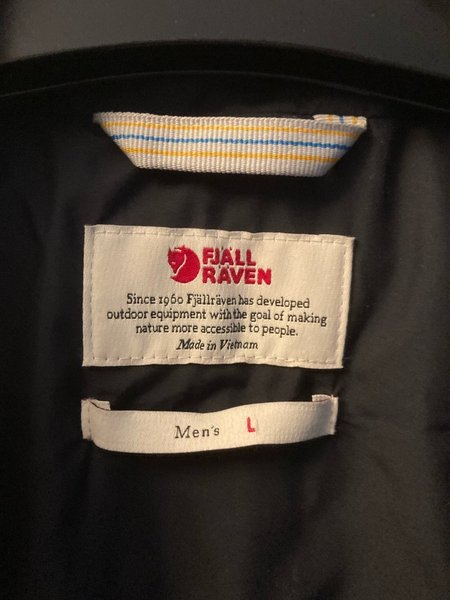 FJÄLL
RÄVEN
Since 1960 Fjällräven has developed
outdoor equipment with the goal of making
nature more accessible to people.
Made in Vietnam
Men's L